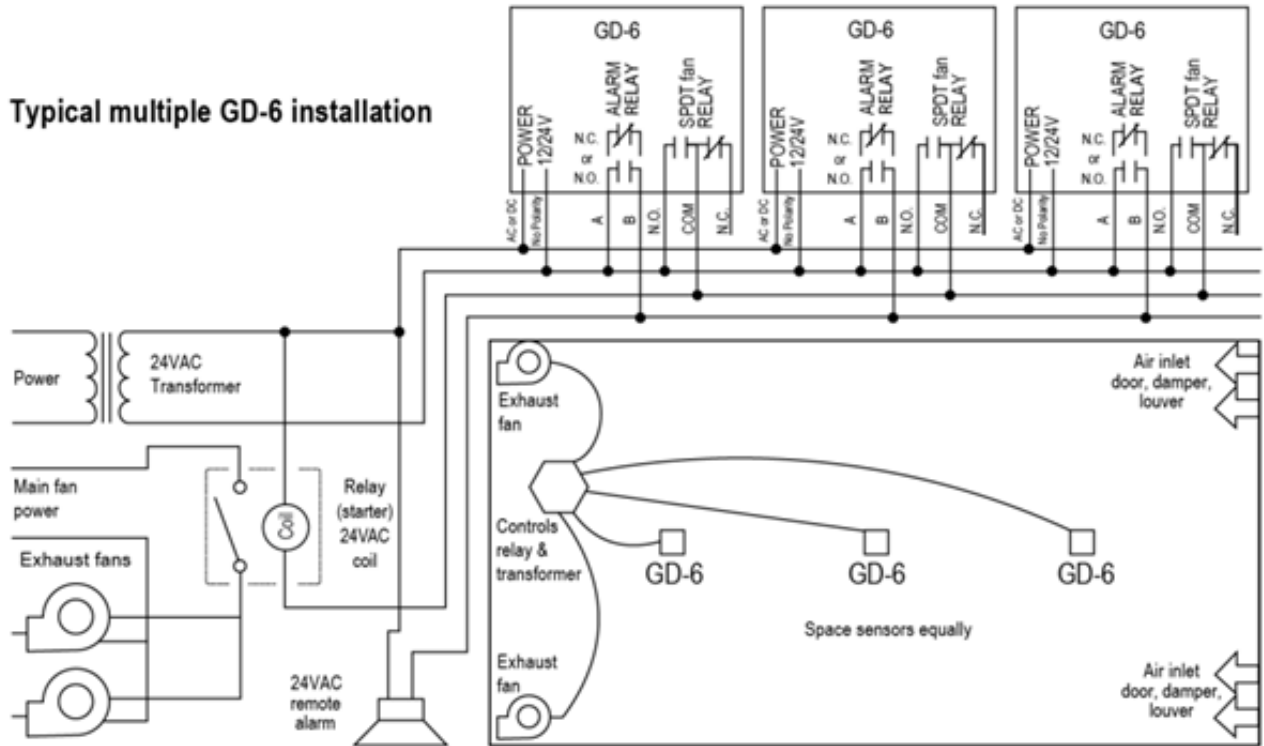 Typical multiple GD-6 installation
GD-6
POWER
12/24V
ALARM
RELAY
SPDT fan
RELAY
N.C.
or
N.O.
AC or DC
No Polarity
A
B
N.O.
COM
N.C.
GD-6
POWER
12/24V
ALARM
RELAY
SPDT fan
RELAY
N.C.
or
N.O.
AC or DC
No Polarity
A
B
N.O.
COM
N.C.
GD-6
POWER
12/24V
ALARM
RELAY
SPDT fan
RELAY
N.C.
or
N.O.
AC or DC
No Polarity
A
B
N.O.
COM
N.C.
Power
24VAC
Transformer
Main fan
power
Coil
Relay
(starter)
24VAC
coil
Exhaust fans
24VAC
remote
alarm
Exhaust
fan
Air inlet
door, damper,
louver
Controls
relay &
transformer
GD-6
GD-6
GD-6
Space sensors equally
Exhaust
fan
Air inlet
door, damper,
louver